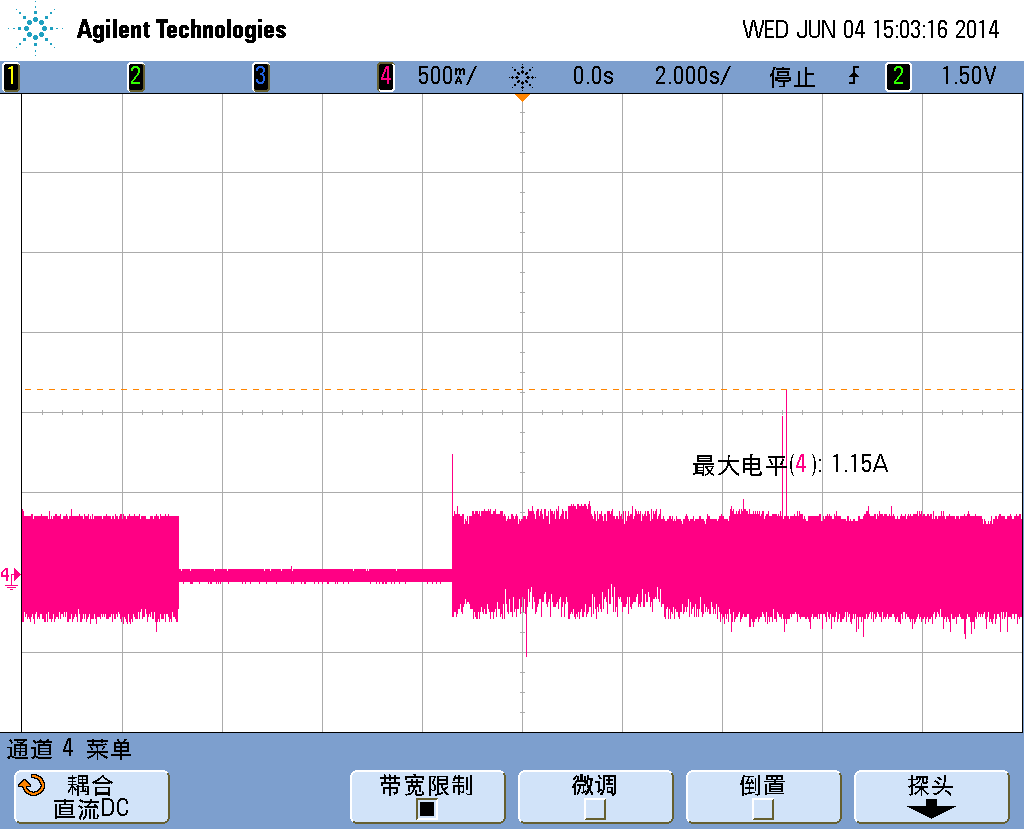 Agilent Technologies WED JUN 04 15:03:16 2014
1 2 3 4 500m/ 0.0s 2.000s/ 停止 2 1.50V
最大电平(4): 1.15A
4
通道 4 菜单
耦合 带宽限制 微调 倒置 探头
直流DC